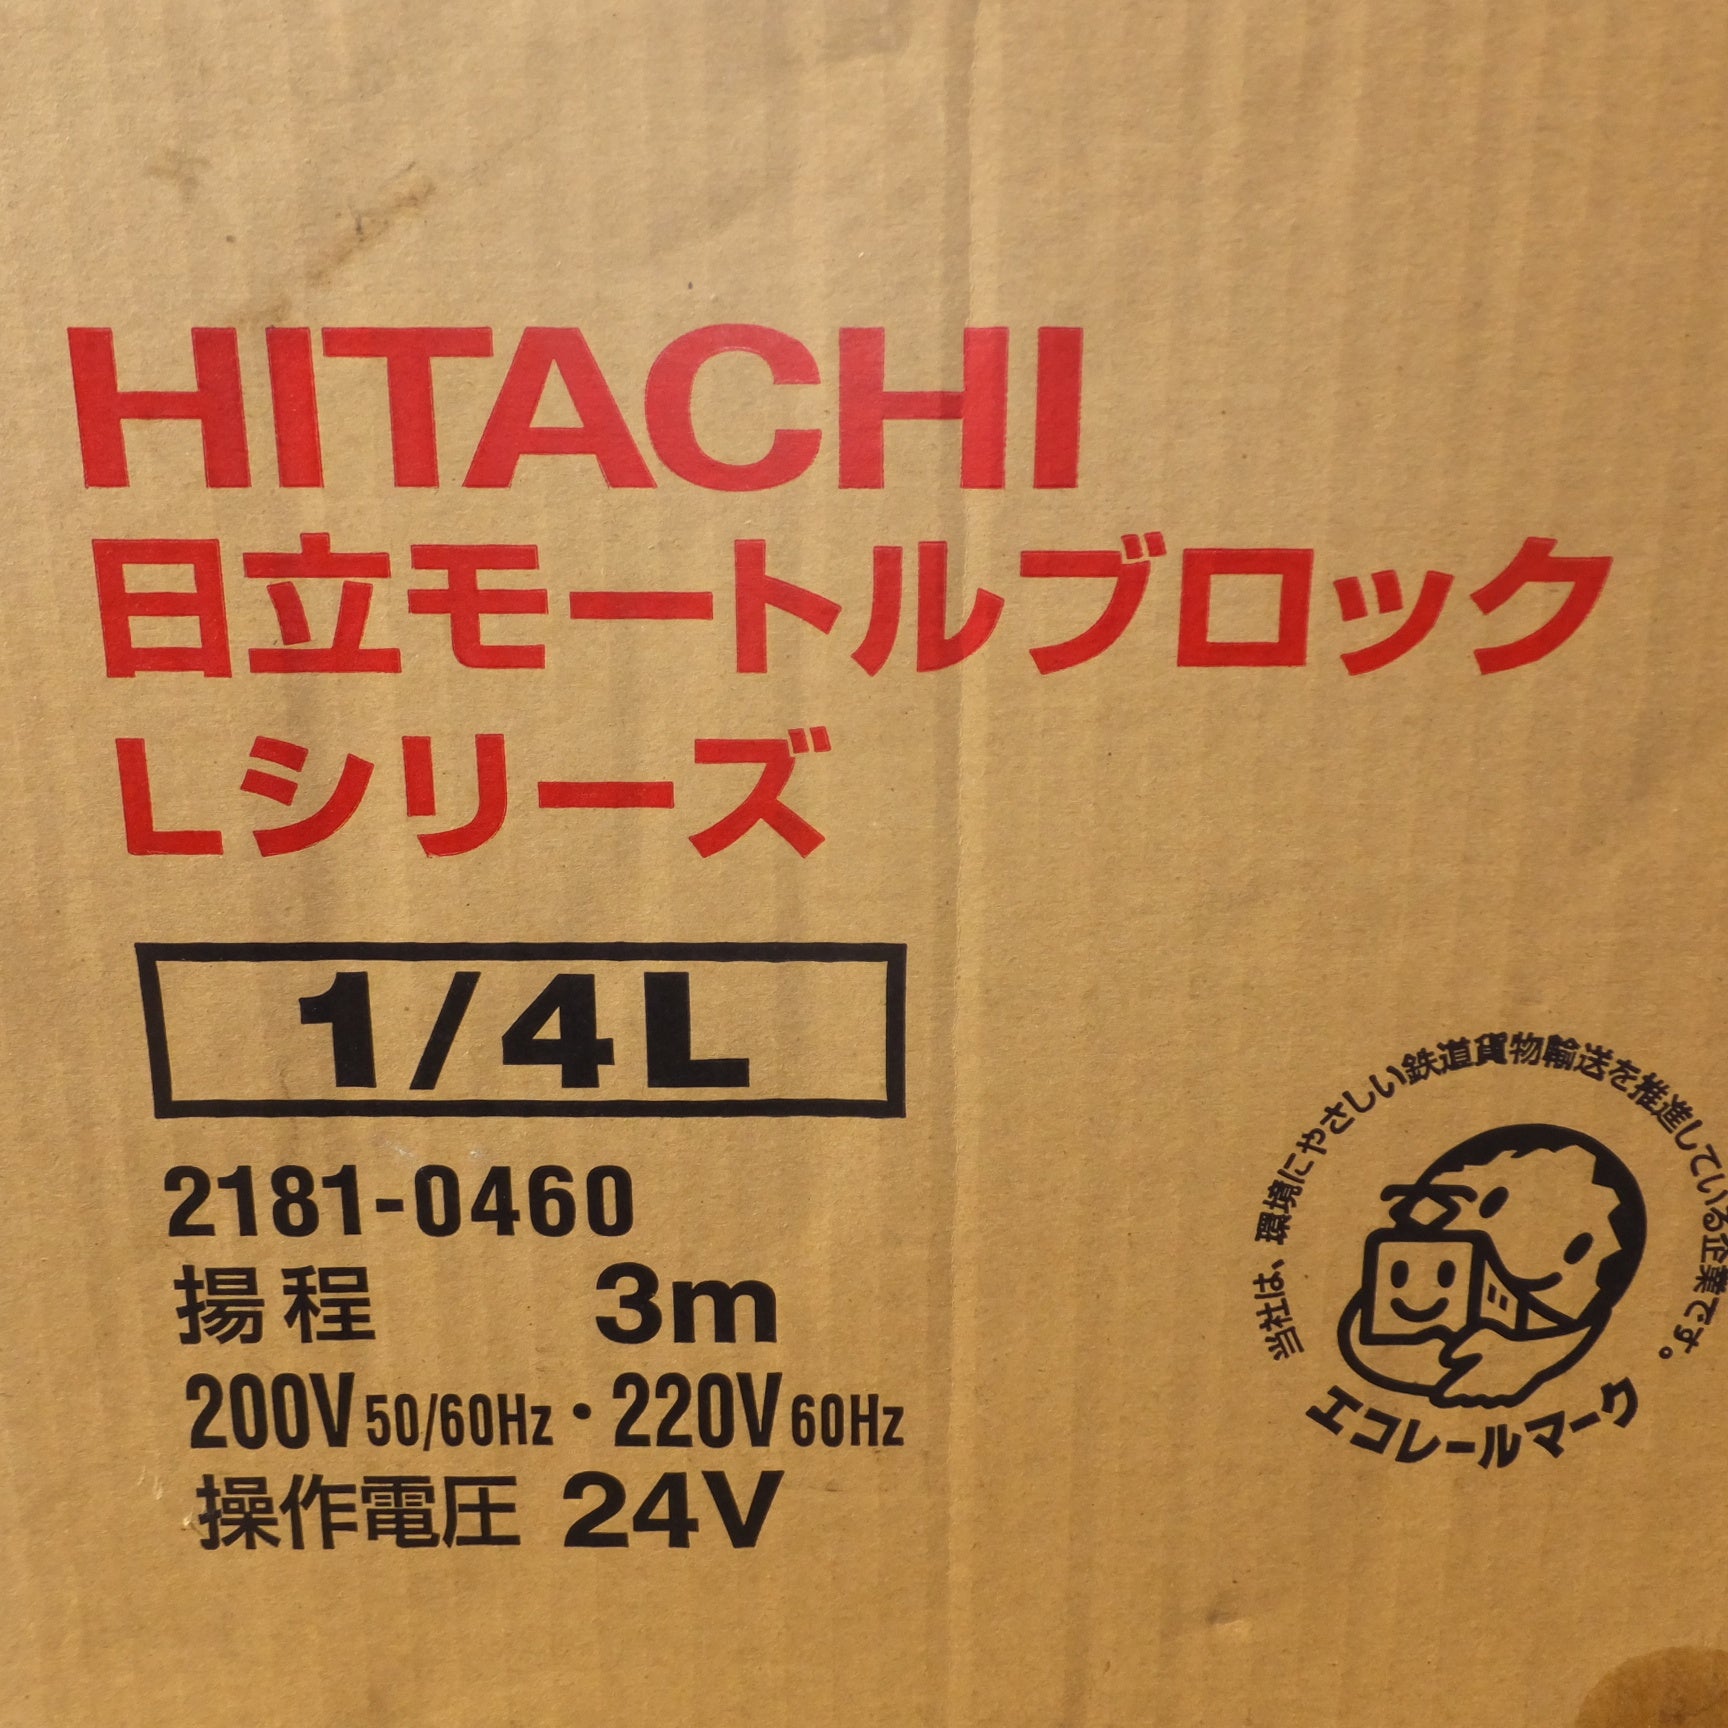 HITACHI
日立モートルブロック
Lシリーズ
1/4L
2181-0460
揚程 3m
200V 50/60Hz・220V 60Hz
操作電圧 24V
当社は、環境にやさしい鉄道貨物輸送を推進している企業です。
エコレールマーク